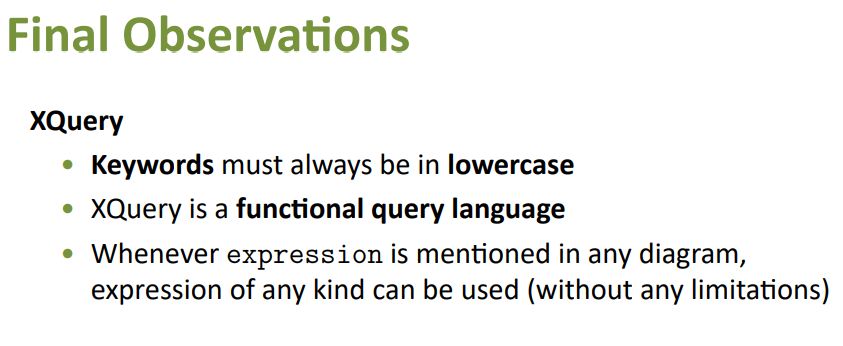 Final Observations
XQuery
• Keywords must always be in lowercase
• XQuery is a functional query language
• Whenever expression is mentioned in any diagram,
expression of any kind can be used (without any limitations)